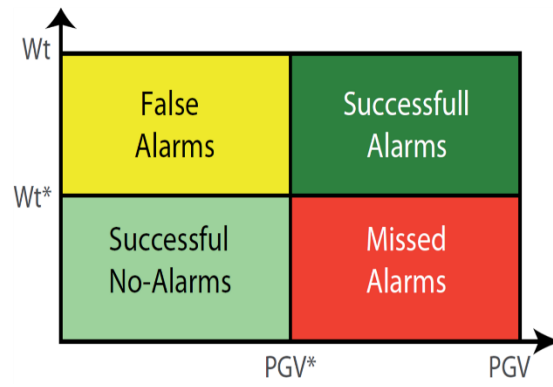 Wt
False
Alarms
Successfull
Alarms
Wt*
Successful
No-Alarms
Missed
Alarms
PGV*
PGV